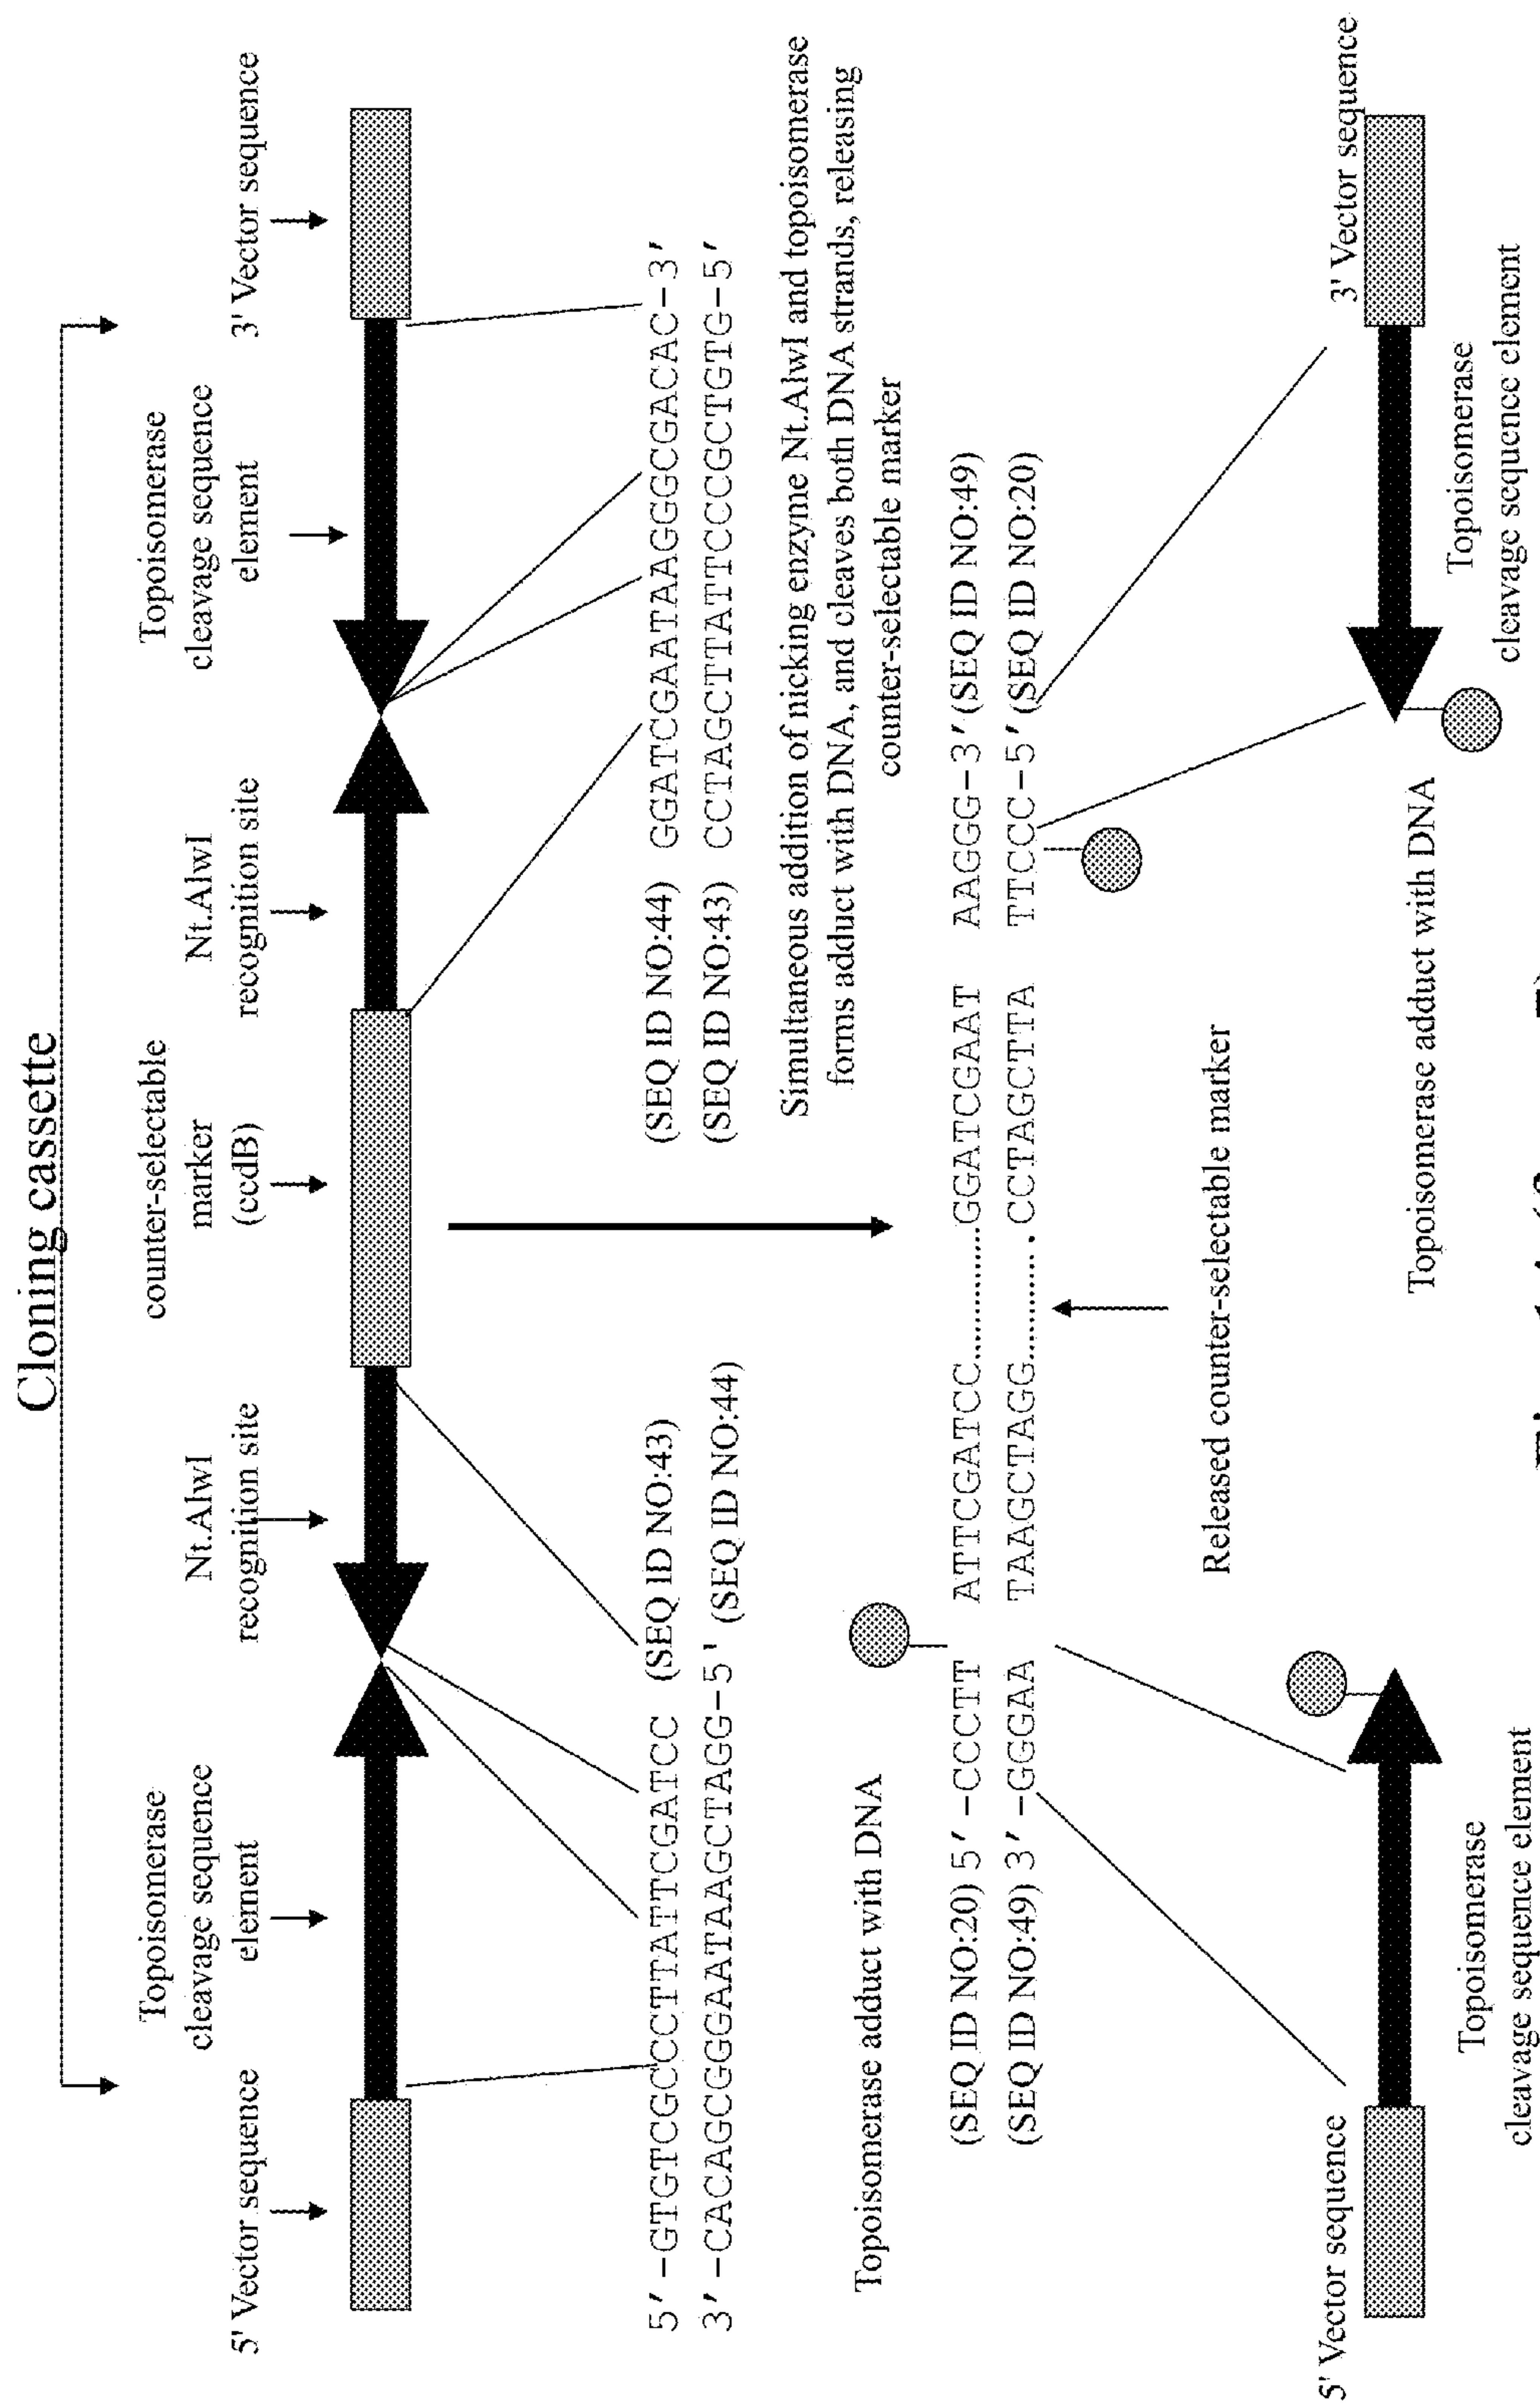 Cloning cassette
5' Vector sequence
Topoisomerase
cleavage sequence
element
Nt.AlwI
recognition site
counter-selectable
marker
(ccdB)
Nt.AlwI
recognition site
Topoisomerase
cleavage sequence
element
3' Vector sequence
5'-GTGTCGCCCTTATTCGATCC (SEQ ID NO:43)
3'-CACAGCGGGAATAAGCTAGG-5' (SEQ ID NO:44)
(SEQ ID NO:44) GGATCGAATAAGGGCGACAC-3'
(SEQ ID NO:43) CCTAGCTTATTCCCGCTGTG-5'
Simultaneous addition of nicking enzyme Nt.AlwI and topoisomerase
forms adduct with DNA, and cleaves both DNA strands, releasing
counter-selectable marker
Topoisomerase adduct with DNA
(SEQ ID NO:20) 5'-CCCTT ATTCGATCC...........GGATCGAAT AAGGG-3' (SEQ ID NO:49)
(SEQ ID NO:49) 3'-GGGAA TAAGCTAGG...........CCTAGCTTA TTCCC-5' (SEQ ID NO:20)
Released counter-selectable marker
5' Vector sequence
Topoisomerase
cleavage sequence element
Topoisomerase adduct with DNA
3' Vector sequence
Topoisomerase
cleavage sequence element